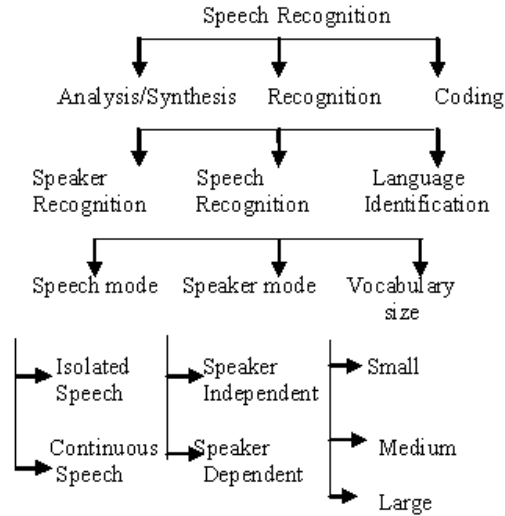 Speech Recognition
Analysis/Synthesis Recognition Coding
Speaker Recognition
Speech Recognition
Language Identification
Speech mode Speaker mode Vocabulary size
Isolated Speech
Continuous Speech
Speaker Independent
Speaker Dependent
Small
Medium
Large